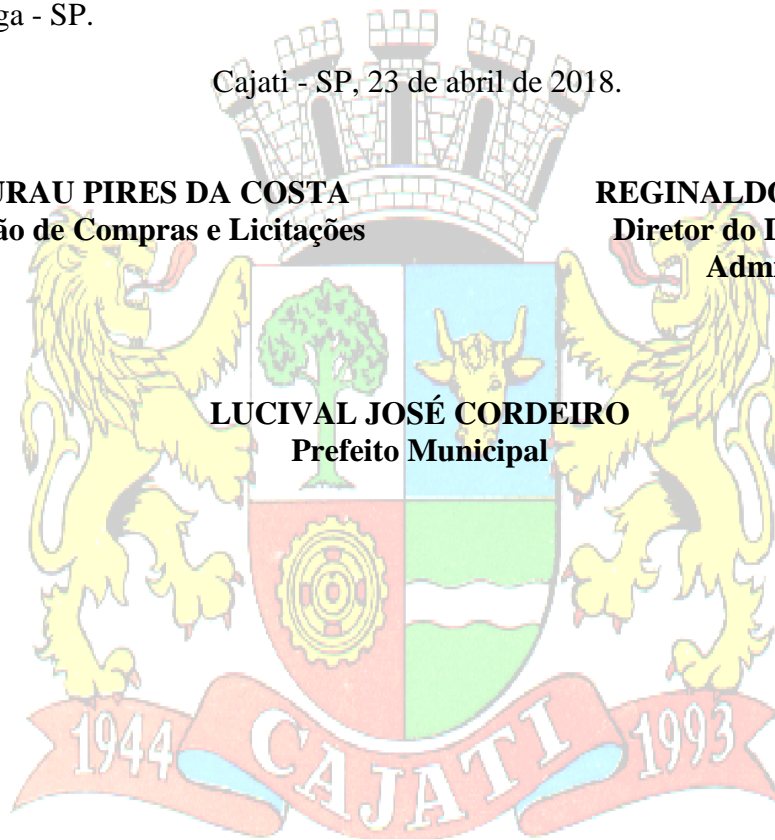 ga - SP.
Cajati - SP, 23 de abril de 2018.
URAU PIRES DA COSTA
ão de Compras e Licitações
REGINALDO
Diretor do D
Admi
LUCIVAL JOSÉ CORDEIRO
Prefeito Municipal
1944 CAJATI 1993